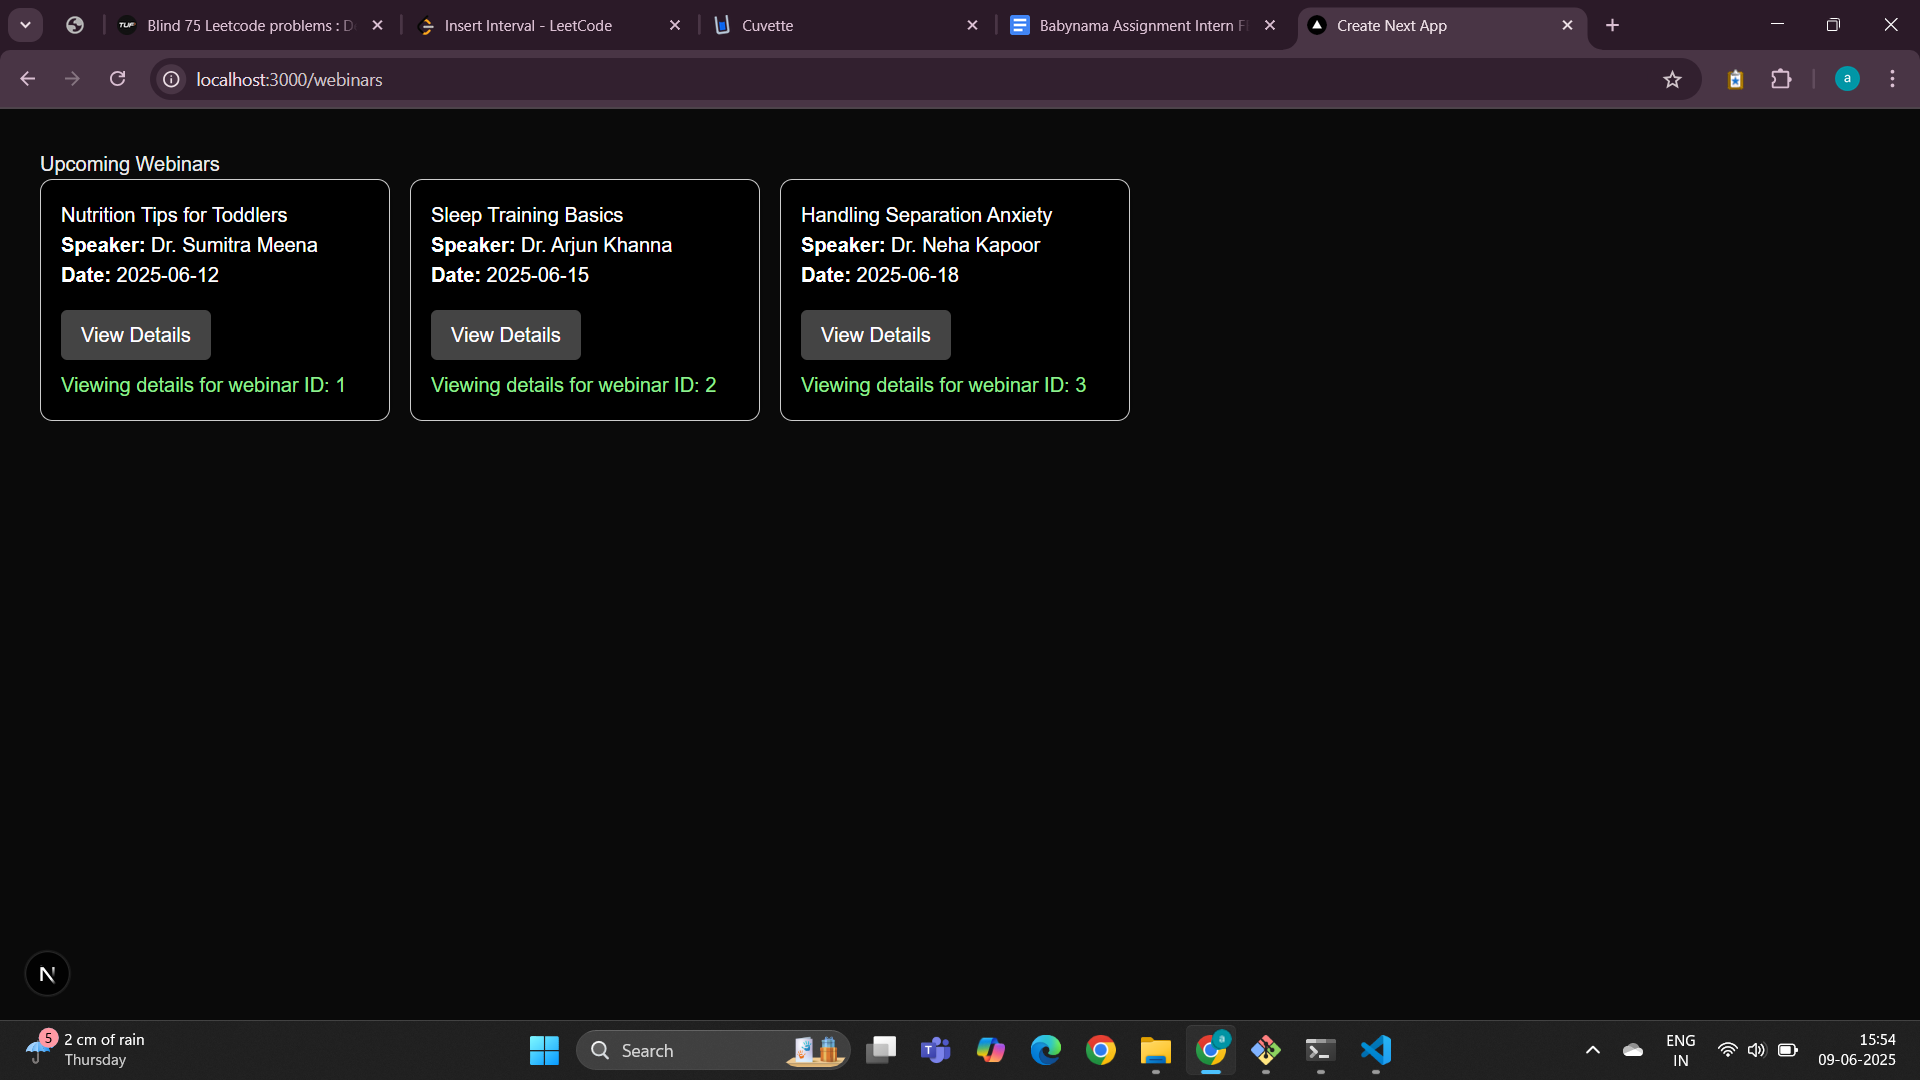 Blind 75 Leetcode problems : D
Insert Interval - LeetCode
Cuvette
Babynama Assignment Intern F
Create Next App
localhost:3000/webinars
a
Upcoming Webinars
Nutrition Tips for Toddlers
Speaker: Dr. Sumitra Meena
Date: 2025-06-12
View Details
Viewing details for webinar ID: 1
Sleep Training Basics
Speaker: Dr. Arjun Khanna
Date: 2025-06-15
View Details
Viewing details for webinar ID: 2
Handling Separation Anxiety
Speaker: Dr. Neha Kapoor
Date: 2025-06-18
View Details
Viewing details for webinar ID: 3
N
5
2 cm of rain
Thursday
Search
a
ENG
IN
15:54
09-06-2025